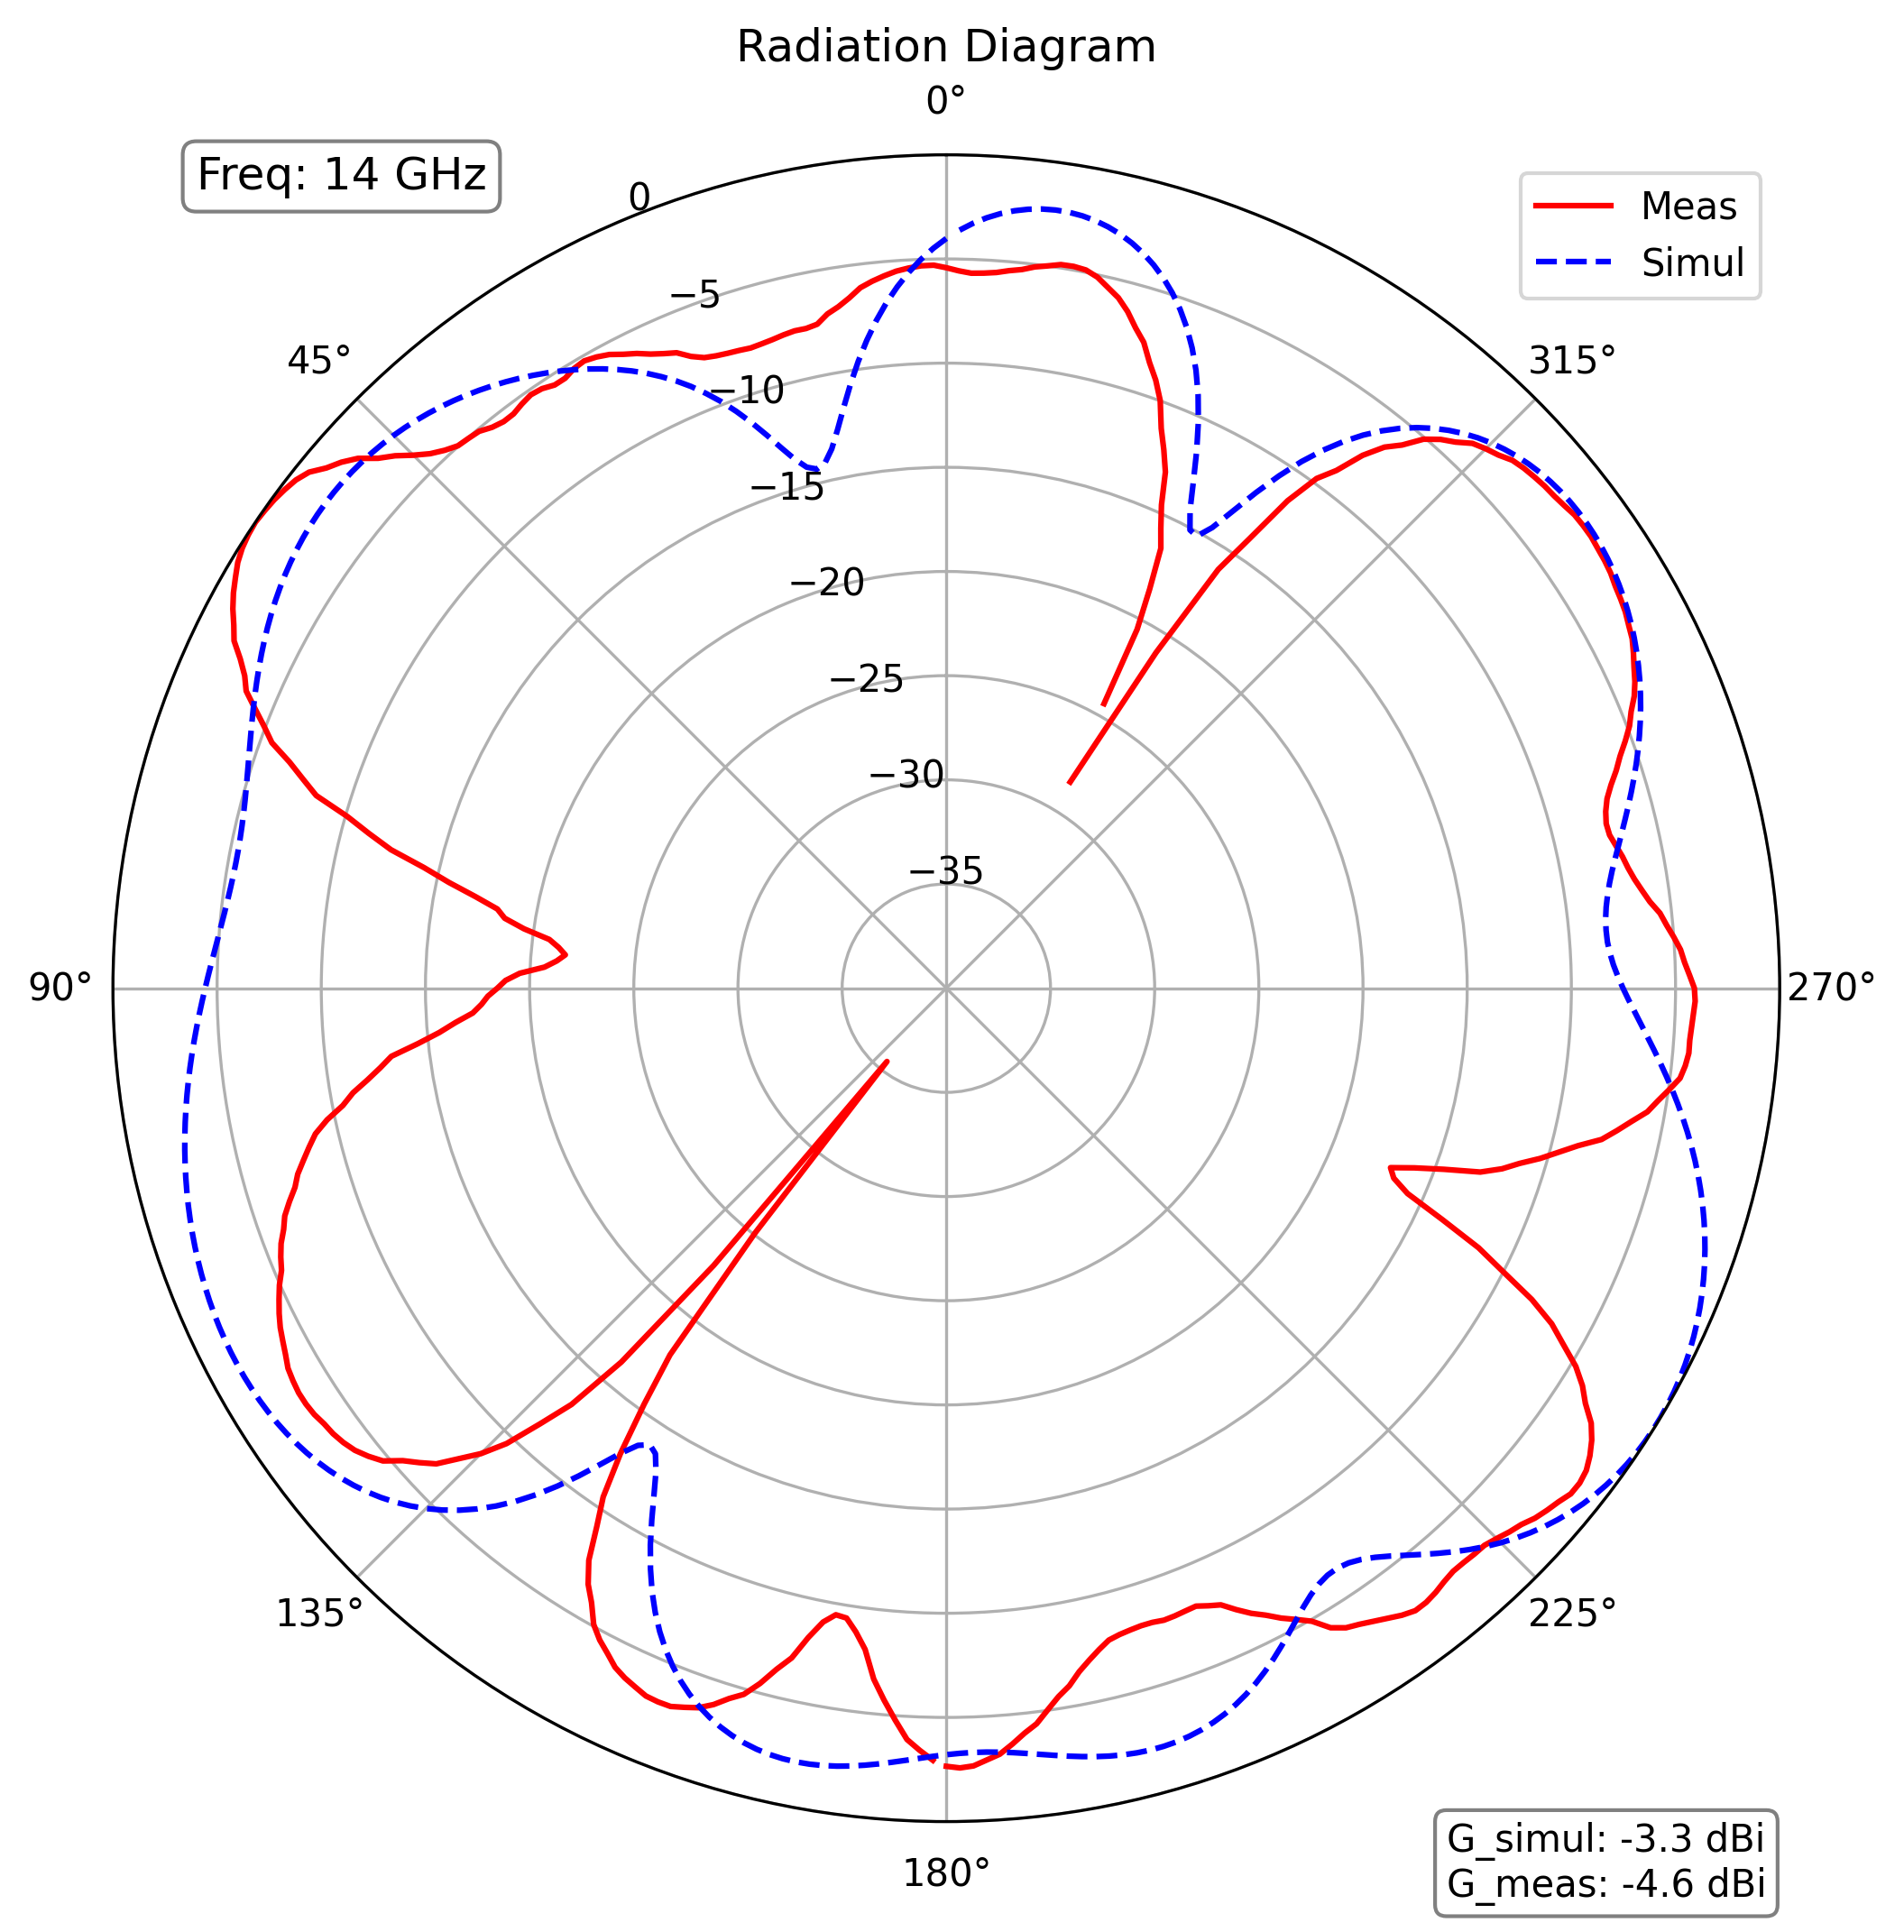 Radiation Diagram
0°
Freq: 14 GHz
0
Meas
Simul
−5
45°
315°
−10
−15
−20
−25
−30
−35
90°
270°
135°
225°
180°
G_simul: -3.3 dBi
G_meas: -4.6 dBi